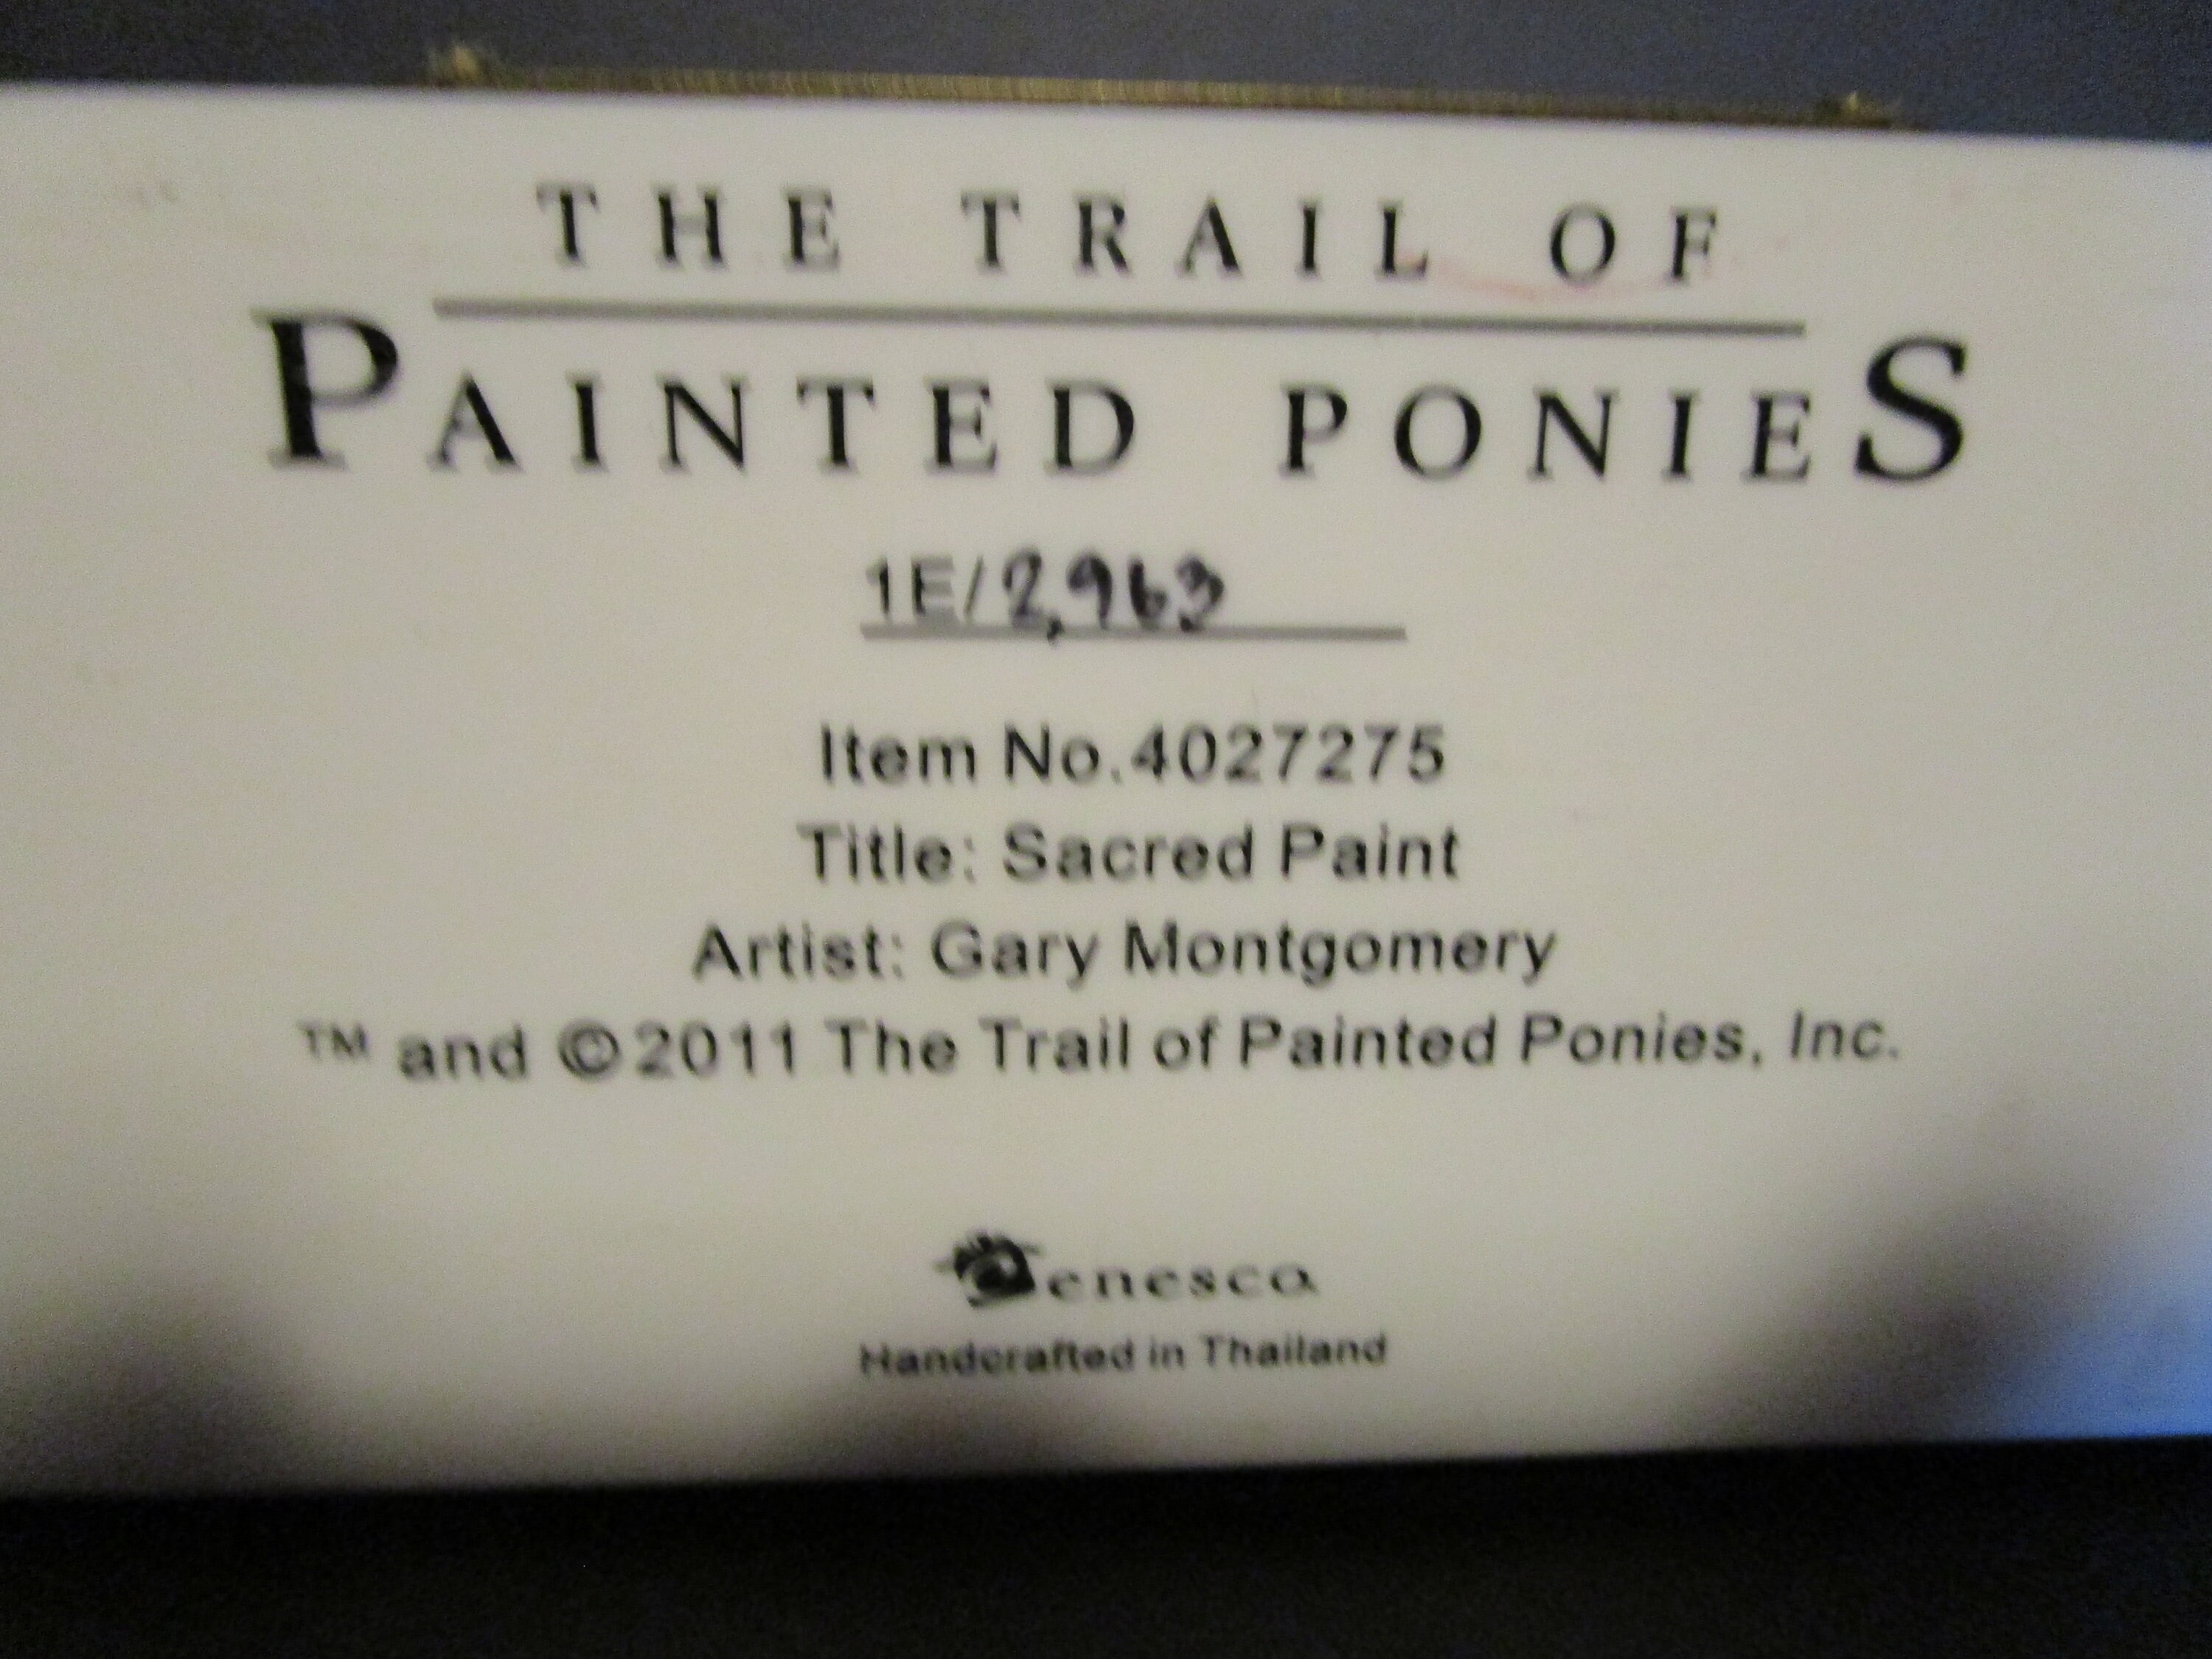 THE TRAIL OF
PAINTED PONIES
1E/2,963
Item No.4027275
Title: Sacred Paint
Artist: Gary Montgomery
™ and ©2011 The Trail of Painted Ponies, Inc.
enesco.
Handcrafted in Thailand